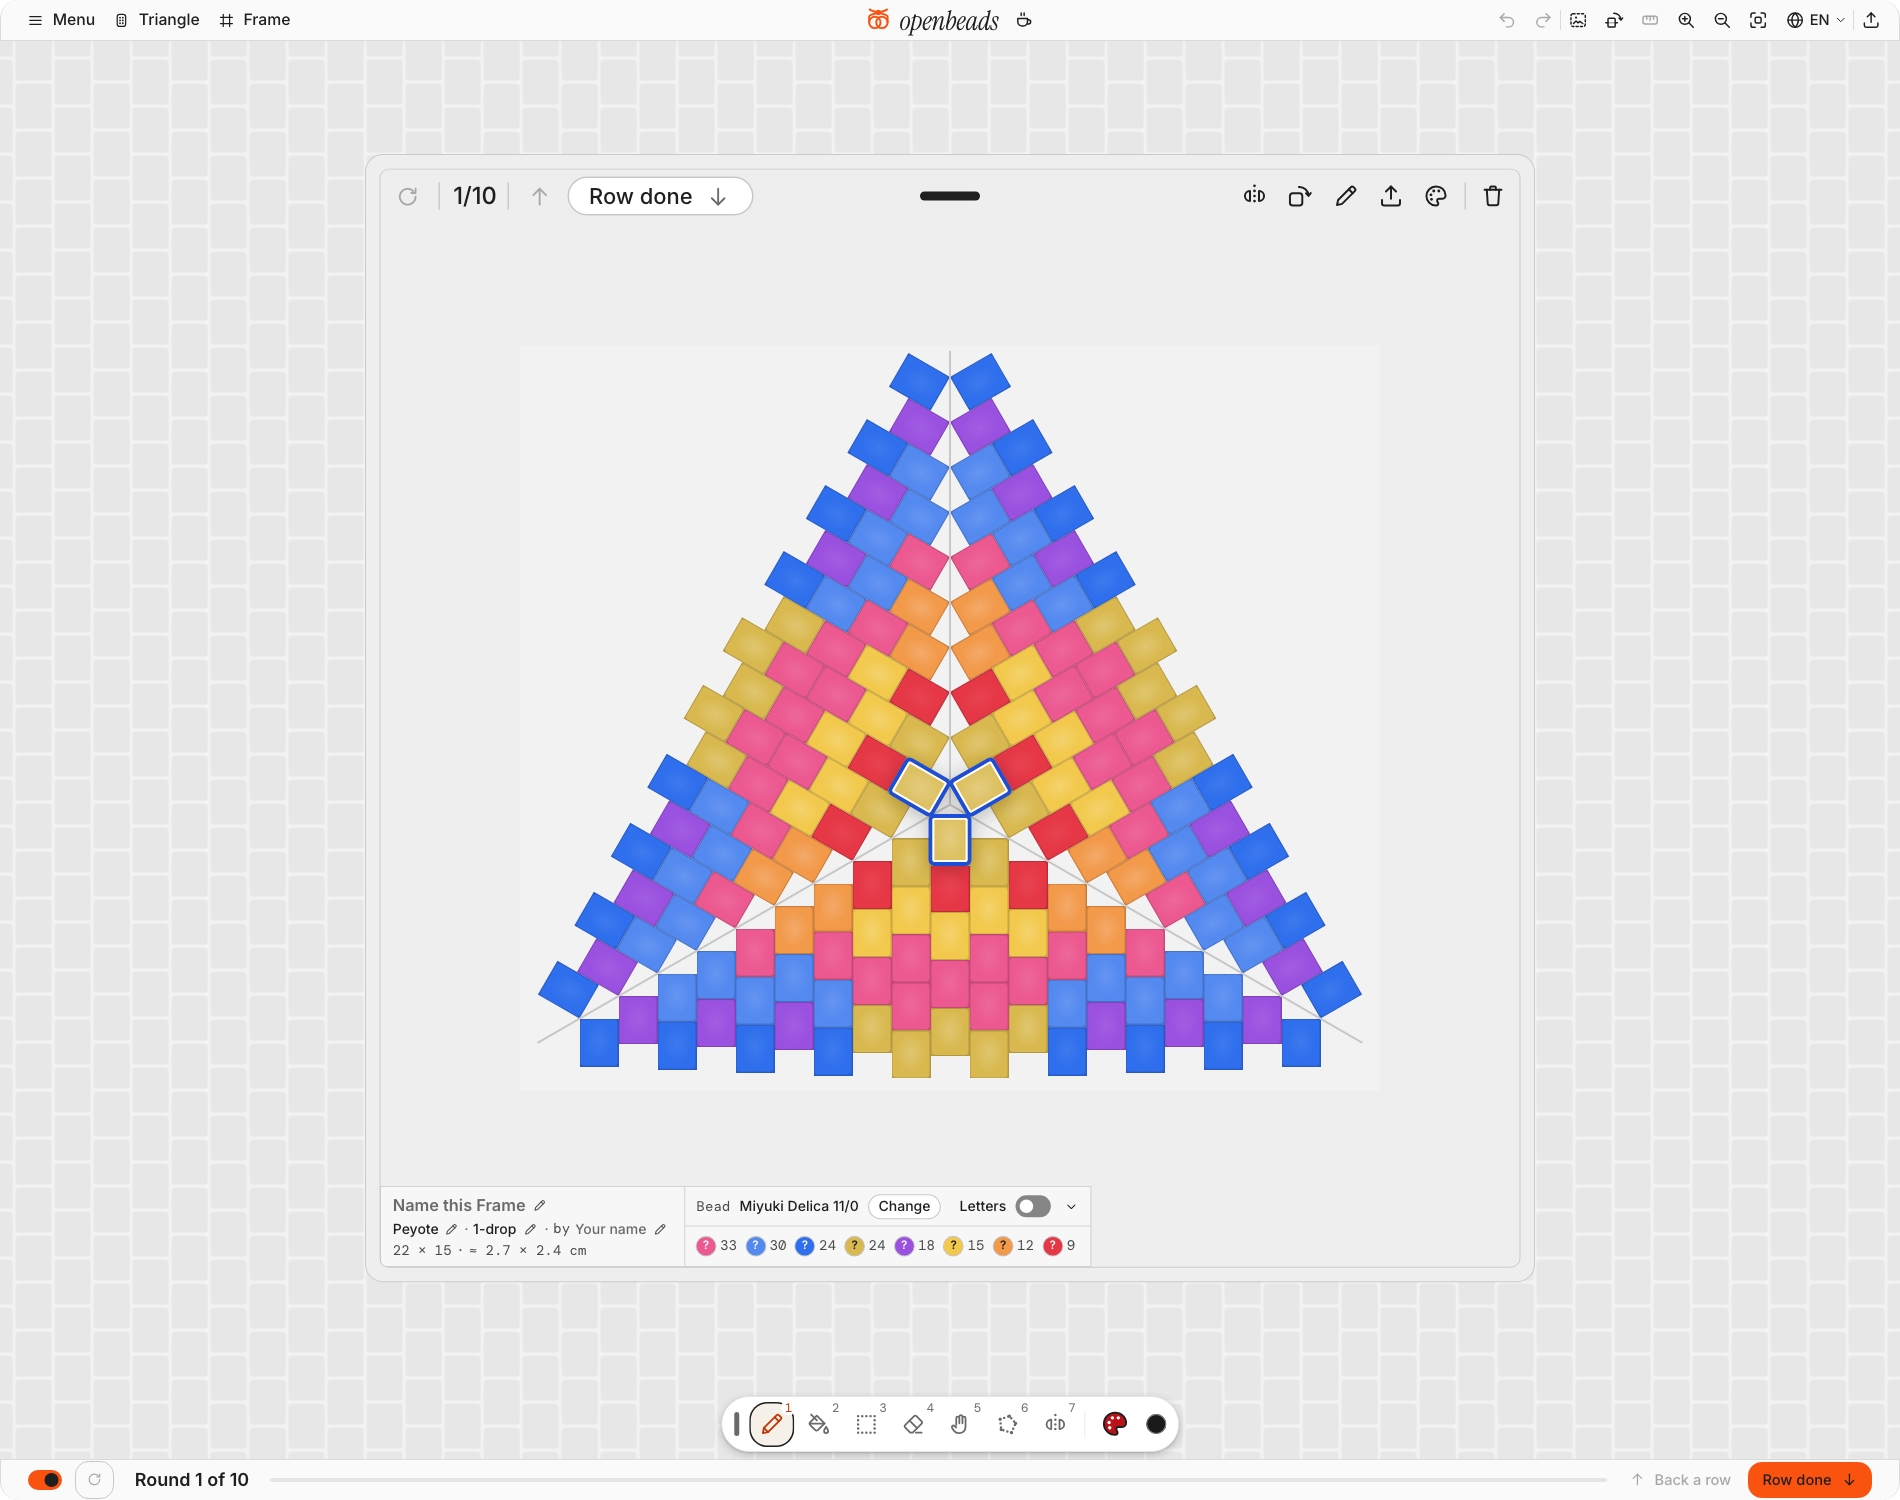 Menu Triangle Frame openbeads EN
1/10 Row done
Name this Frame
Peyote · 1-drop · by Your name
22 × 15 · ≈ 2.7 × 2.4 cm
Bead Miyuki Delica 11/0 Change Letters
? 33 ? 30 ? 24 ? 24 ? 18 ? 15 ? 12 ? 9
1 2 3 4 5 6 7
Round 1 of 10 Back a row Row done